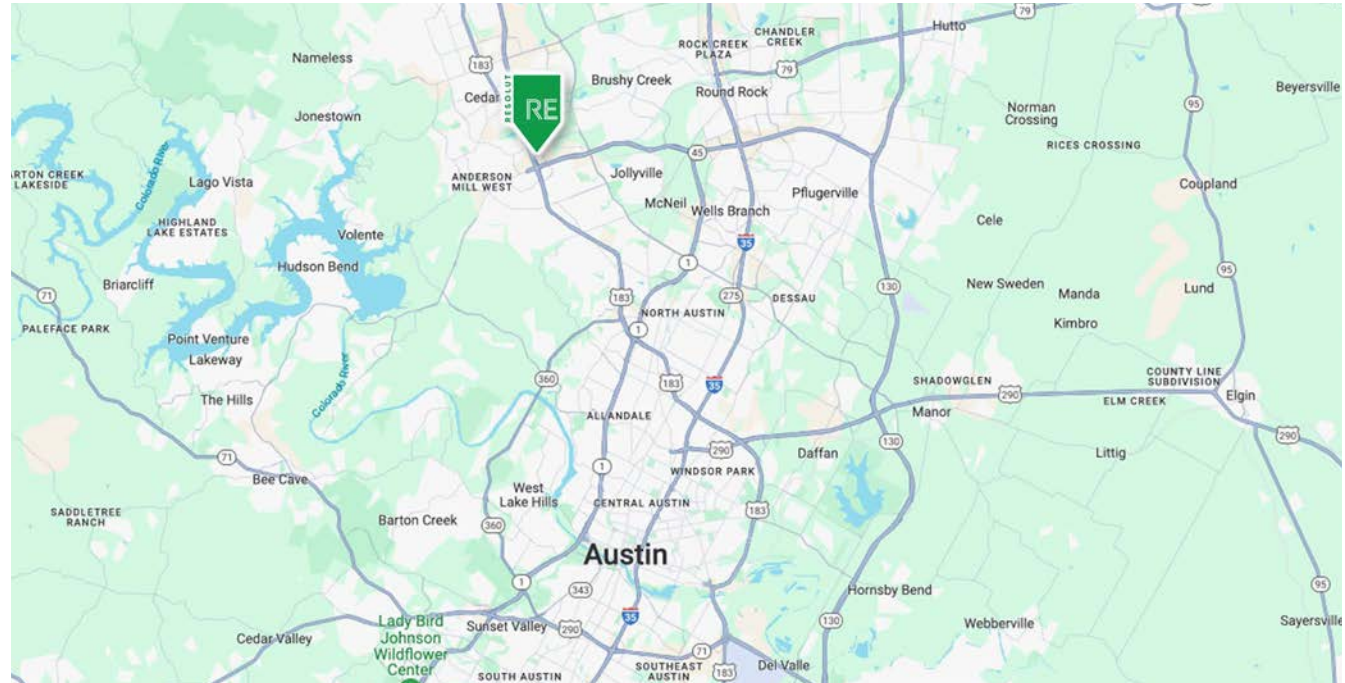 79
Hutto
CHANDLER
CREEK
ROCK CREEK
PLAZA
Nameless
183
79
Brushy Creek
Round Rock
Beyersville
Cedar
RESOLUT
RE
Jonestown
Norman
Crossing
95
RICES CROSSING
45
ANDERSON
MILL WEST
Jollyville
Lago Vista
Colorado River
LAKESIDE
Coupland
Pflugerville
McNeil
Wells Branch
HIGHLAND
LAKE ESTATES
Cele
Volente
35
1
Hudson Bend
95
Briarcliff
71
183
275
DESSAU
130
New Sweden
Manda
Lund
NORTH AUSTIN
Kimbro
PALEFACE PARK
1
Point Venture
Lakeway
360
183
35
SHADOWGLEN
COUNTY LINE
SUBDIVISION
The Hills
Colorado River
290
ELM CREEK
Elgin
ALLANDALE
Manor
130
290
290
Daffan
Littig
71
1
WINDSOR PARK
Bee Cave
West
Lake Hills
CENTRAL AUSTIN
183
SADDLETREE
RANCH
Barton Creek
360
Austin
1
343
Hornsby Bend
95
Lady Bird
Johnson
Wildflower
Center
Sunset Valley
35
130
Webberville
Sayersville
Cedar Valley
290
71
SOUTH AUSTIN
SOUTHEAST
AUSTIN
183
Del Valle